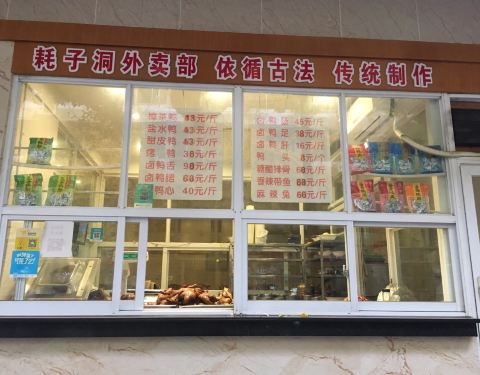 耗子洞外卖部 依循古法 传统制作
樟茶鸭 43元/斤
盐水鸭 43元/斤
甜皮鸭 43元/斤
烤鸭 38元/斤
卤鸭舌 98元/斤
卤鸭翅 68元/斤
鸭心 40元/斤
45元/斤
卤鸭足 38元/斤
卤鸭肝 16元/斤
鸭头 8元/个
糖醋排骨 68元/斤
香辣带鱼 68元/斤
麻辣兔 68元/斤